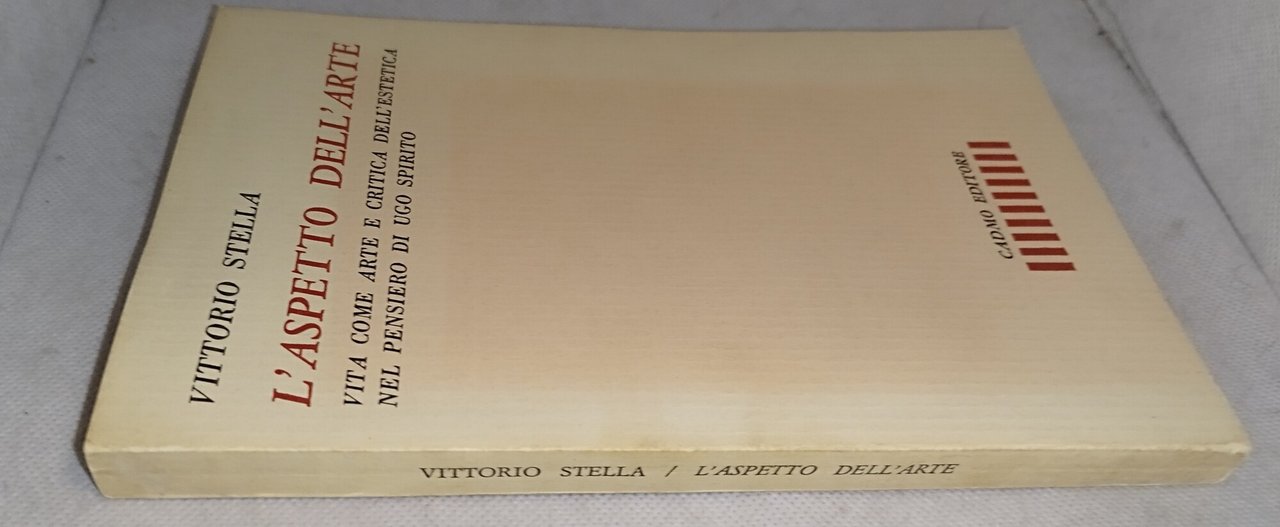 VITTORIO STELLA
L'ASPETTO DELL'ARTE
VITA COME ARTE E CRITICA DELL'ESTETICA
NEL PENSIERO DI UGO SPIRITO
CADMO EDITORE
VITTORIO STELLA / L'ASPETTO DELL'ARTE